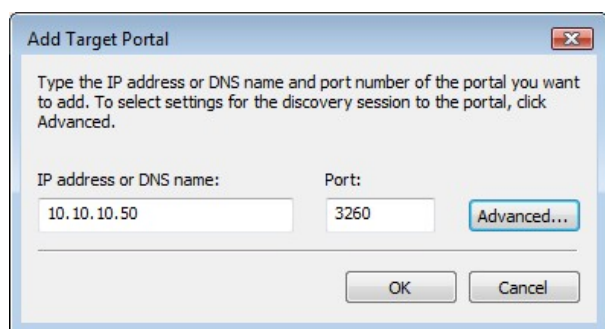 Add Target Portal
Type the IP address or DNS name and port number of the portal you want
to add. To select settings for the discovery session to the portal, click
Advanced.
IP address or DNS name:
Port:
10.10.10.50
3260
Advanced...
OK
Cancel